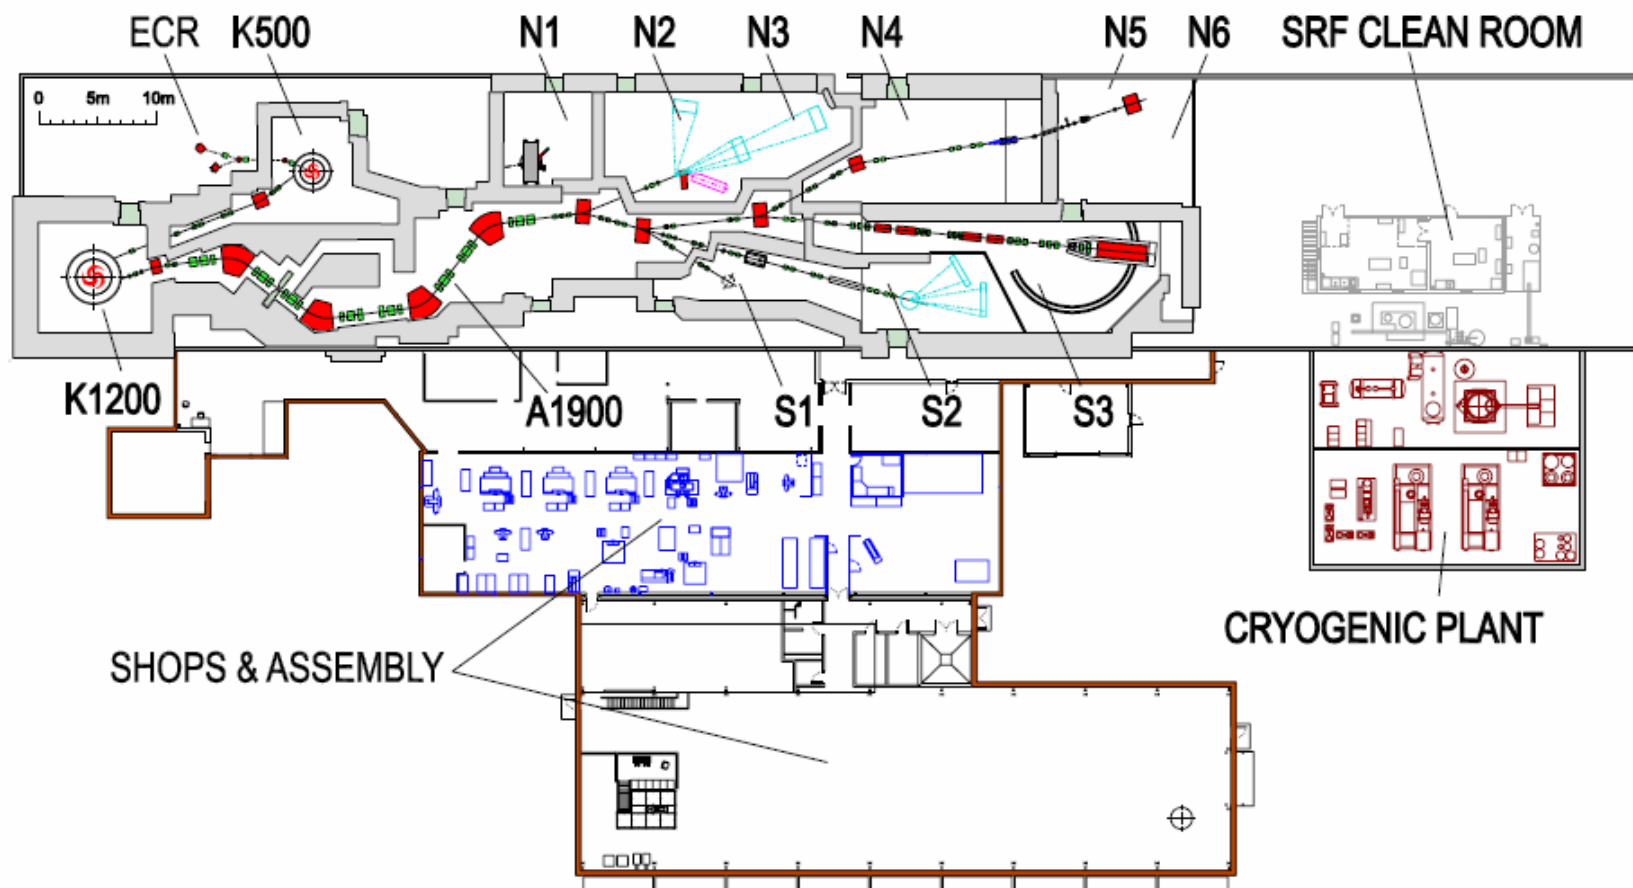 ECR K500 N1 N2 N3 N4 N5 N6 SRF CLEAN ROOM
0 5m 10m
K1200 A1900 S1 S2 S3
CRYOGENIC PLANT
SHOPS & ASSEMBLY